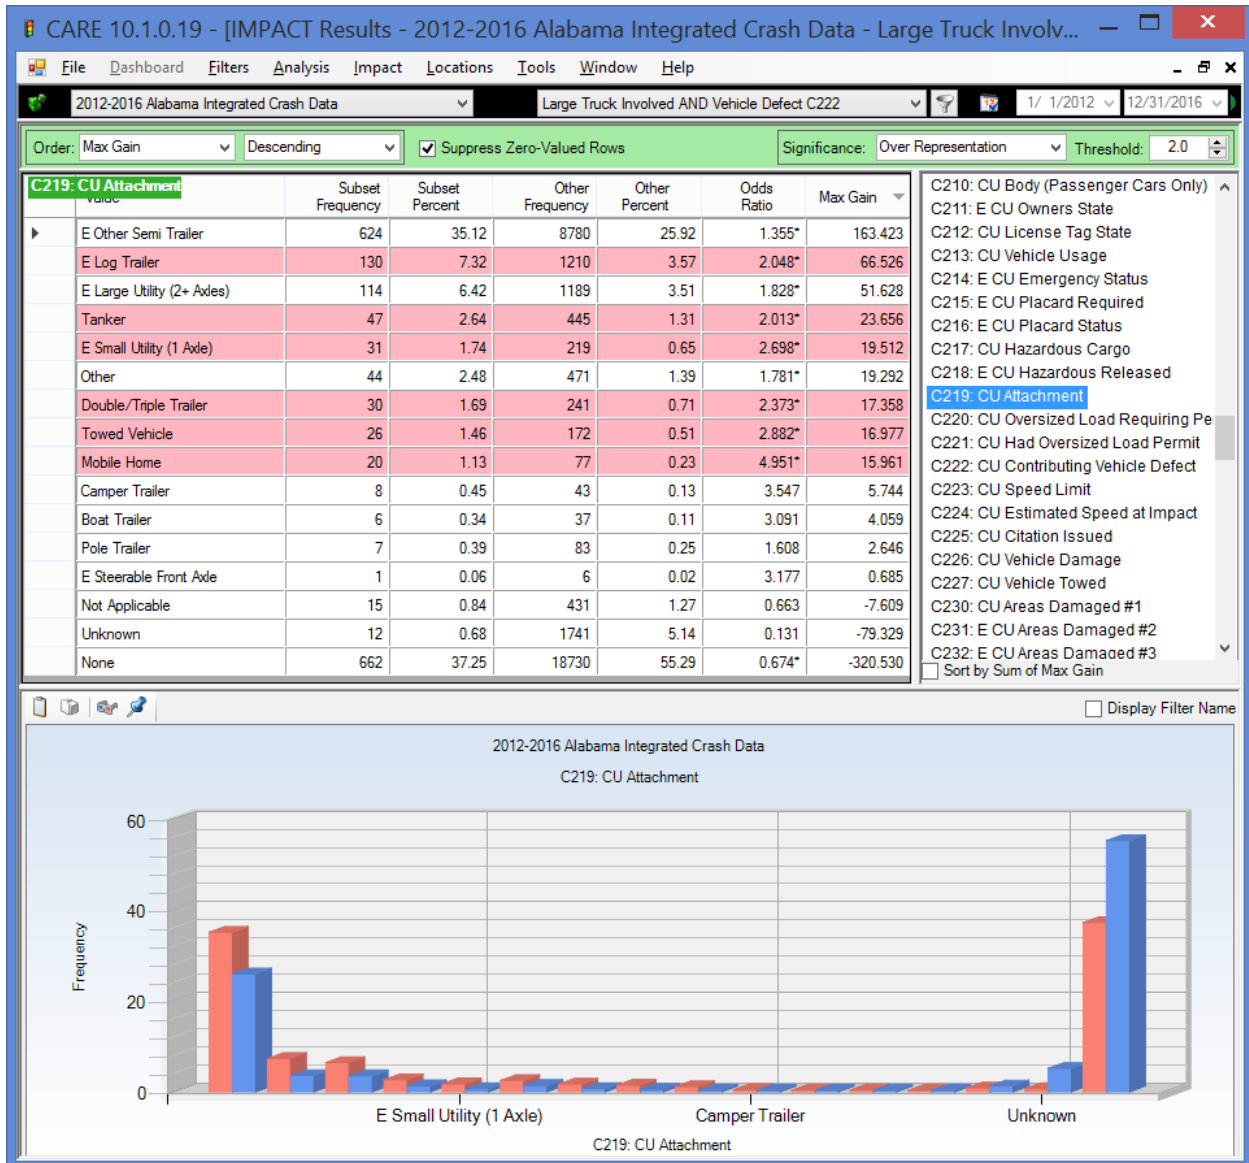 CARE 10.1.0.19 - [IMPACT Results - 2012-2016 Alabama Integrated Crash Data - Large Truck Involv...
File Dashboard Filters Analysis Impact Locations Tools Window Help
2012-2016 Alabama Integrated Crash Data Large Truck Involved AND Vehicle Defect C222 1/ 1/2012 12/31/2016
Order: Max Gain Descending Suppress Zero-Valued Rows Significance: Over Representation Threshold: 2.0
C219: CU Attachment
Value Subset Frequency Subset Percent Other Frequency Other Percent Odds Ratio Max Gain
E Other Semi Trailer 624 35.12 8780 25.92 1.355* 163.423
E Log Trailer 130 7.32 1210 3.57 2.048* 66.526
E Large Utility (2+ Axles) 114 6.42 1189 3.51 1.828* 51.628
Tanker 47 2.64 445 1.31 2.013* 23.656
E Small Utility (1 Axle) 31 1.74 219 0.65 2.698* 19.512
Other 44 2.48 471 1.39 1.781* 19.292
Double/Triple Trailer 30 1.69 241 0.71 2.373* 17.358
Towed Vehicle 26 1.46 172 0.51 2.882* 16.977
Mobile Home 20 1.13 77 0.23 4.951* 15.961
Camper Trailer 8 0.45 43 0.13 3.547 5.744
Boat Trailer 6 0.34 37 0.11 3.091 4.059
Pole Trailer 7 0.39 83 0.25 1.608 2.646
E Steerable Front Axle 1 0.06 6 0.02 3.177 0.685
Not Applicable 15 0.84 431 1.27 0.663 -7.609
Unknown 12 0.68 1741 5.14 0.131 -79.329
None 662 37.25 18730 55.29 0.674* -320.530
C210: CU Body (Passenger Cars Only)
C211: E CU Owners State
C212: CU License Tag State
C213: CU Vehicle Usage
C214: E CU Emergency Status
C215: E CU Placard Required
C216: E CU Placard Status
C217: CU Hazardous Cargo
C218: E CU Hazardous Released
C219: CU Attachment
C220: CU Oversized Load Requiring Pe
C221: CU Had Oversized Load Permit
C222: CU Contributing Vehicle Defect
C223: CU Speed Limit
C224: CU Estimated Speed at Impact
C225: CU Citation Issued
C226: CU Vehicle Damage
C227: CU Vehicle Towed
C230: CU Areas Damaged #1
C231: E CU Areas Damaged #2
C232: E CU Areas Damaged #3
Sort by Sum of Max Gain
Display Filter Name
2012-2016 Alabama Integrated Crash Data
C219: CU Attachment
60
40
20
0
Frequency
E Small Utility (1 Axle) Camper Trailer Unknown
C219: CU Attachment